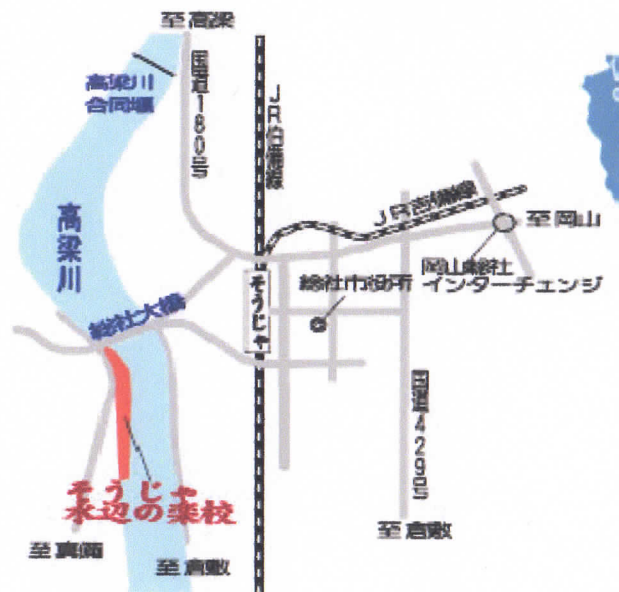 至高梁
高梁川
合同堰
国道180号
JR伯備線
高梁川
JR吉備線
至岡山
岡山総社
インターチェンジ
そうじゃ
総社市役所
総社大橋
国道429号
そうじゃ
水辺の楽校
至真備
至倉敷
至倉敷